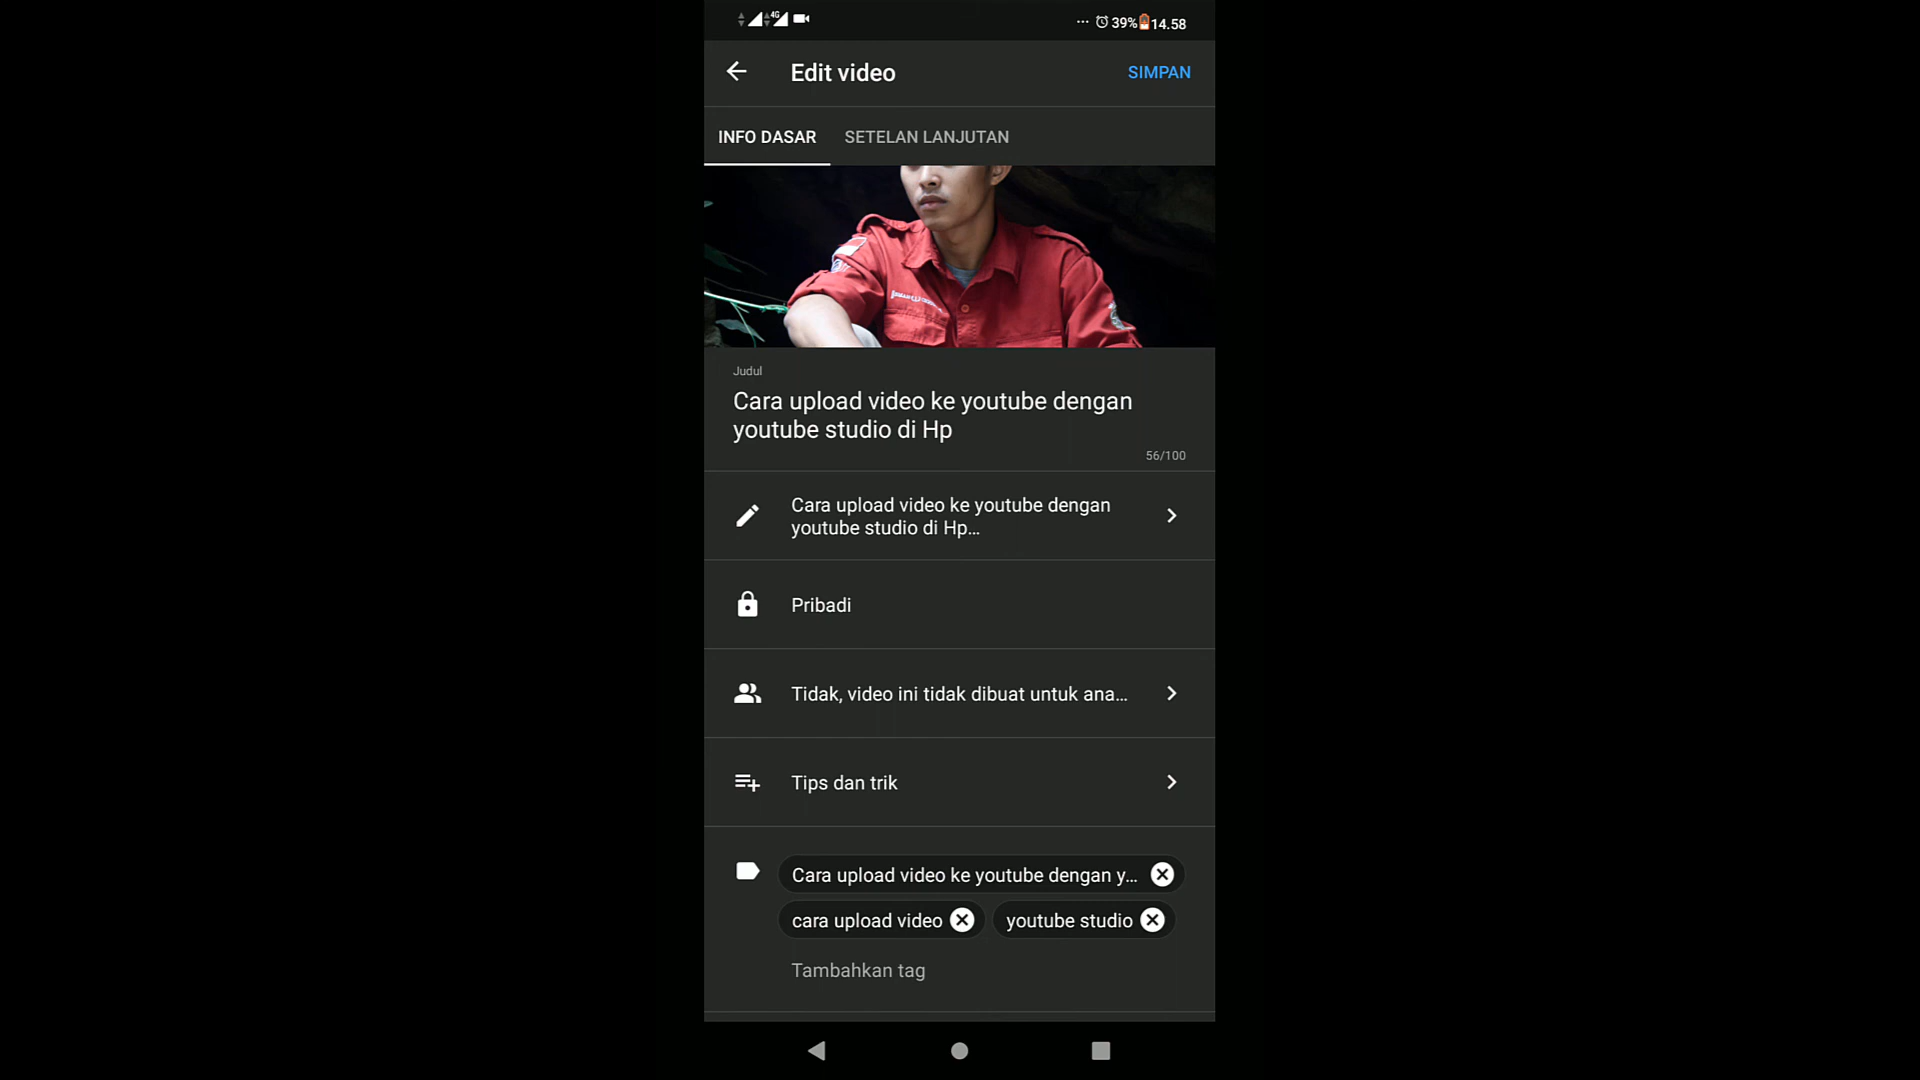 4G
39%
14.58
Edit video
SIMPAN
INFO DASAR
SETELAN LANJUTAN
Judul
Cara upload video ke youtube dengan
youtube studio di Hp
56/100
Cara upload video ke youtube dengan
youtube studio di Hp...
Pribadi
Tidak, video ini tidak dibuat untuk ana...
Tips dan trik
Cara upload video ke youtube dengan y...
cara upload video
youtube studio
Tambahkan tag